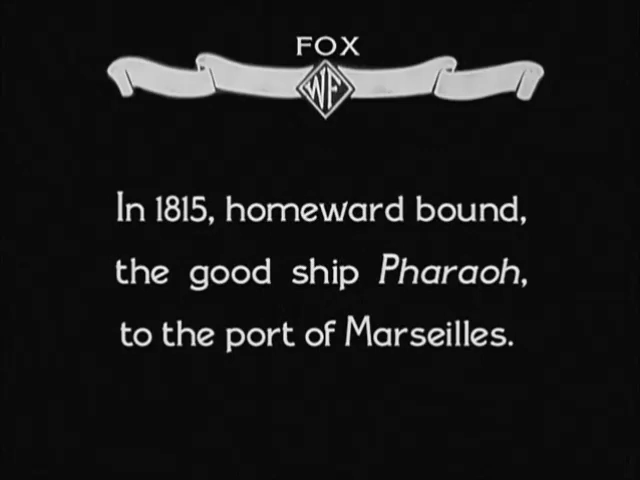 FOX
WF
In 1815, homeward bound,
the good ship Pharaoh,
to the port of Marseilles.